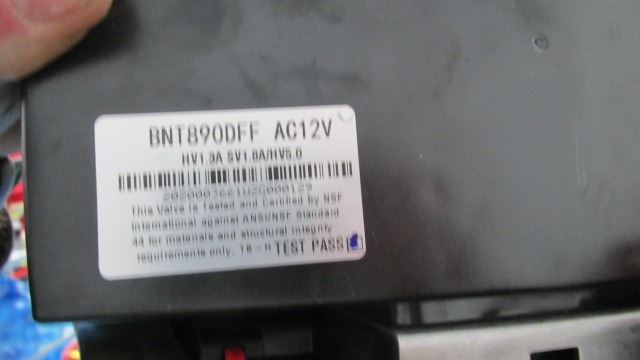 BNT890DFF AC12V
HV1.3A SV1.8A/HV5.0
This Valve is Tested and Certified by NSF
International against ANSI/NSF Standard
44 for materials and structural integrity
requirements only. TEST PASS